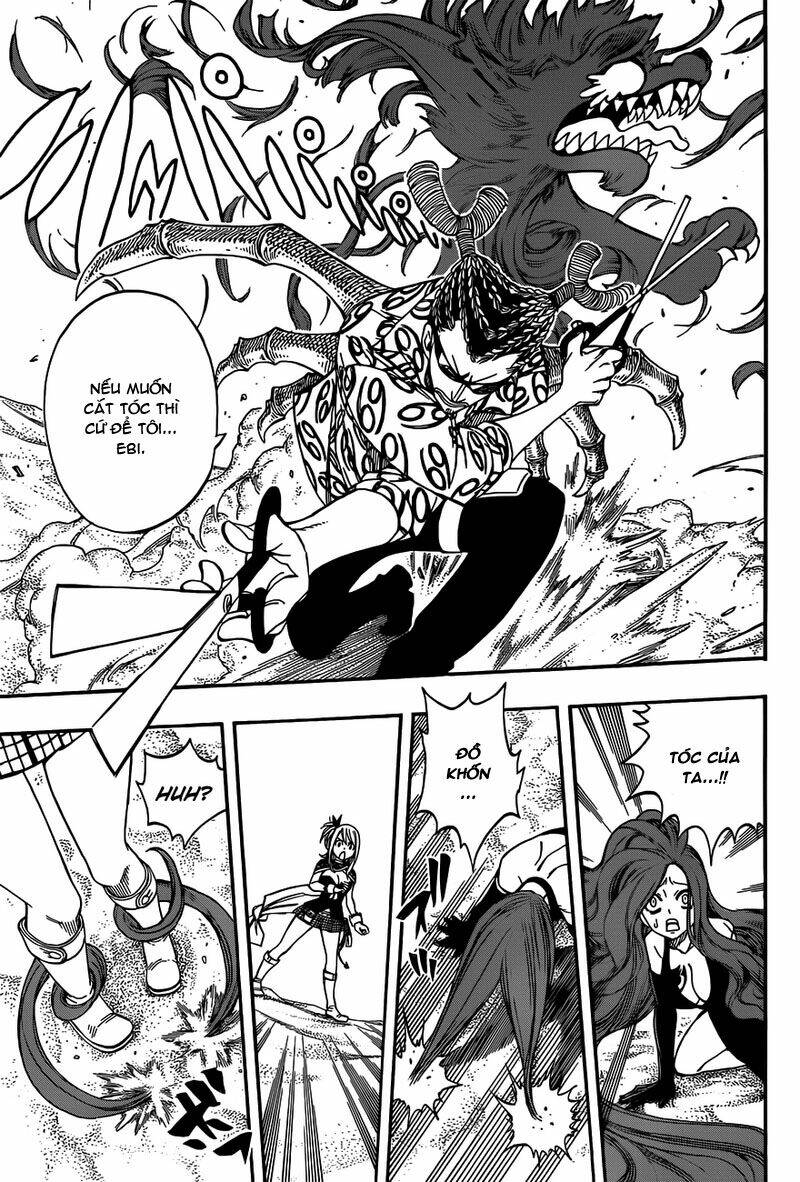 NẾU MUỐN
CẮT TÓC THÌ
CỨ ĐỂ TÔI...
EBI.
TÓC CỦA
TA...!!
ĐỒ
KHỐN
...
HUH?